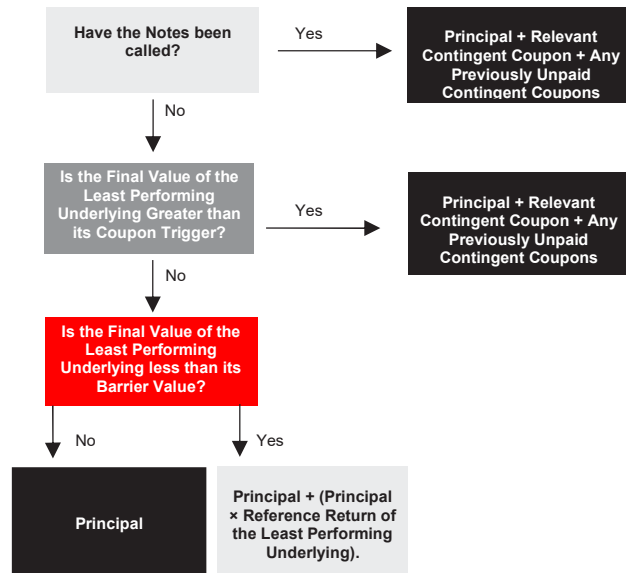 Have the Notes been
called?
Yes
Principal + Relevant
Contingent Coupon + Any
Previously Unpaid
Contingent Coupons
No
Is the Final Value of the
Least Performing
Underlying Greater than
its Coupon Trigger?
Yes
Principal + Relevant
Contingent Coupon + Any
Previously Unpaid
Contingent Coupons
No
Is the Final Value of the
Least Performing
Underlying less than its
Barrier Value?
No
Yes
Principal
Principal + (Principal
× Reference Return of
the Least Performing
Underlying).